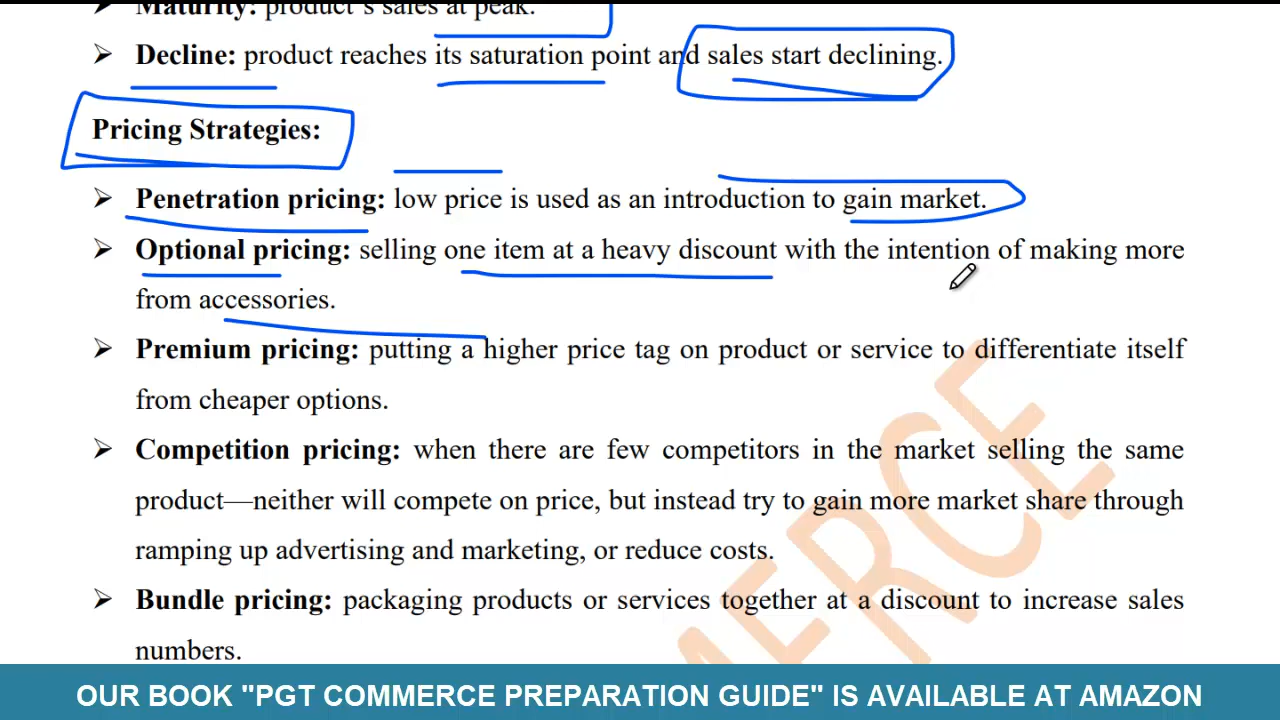 Maturity: product's sales at peak.
➢ Decline: product reaches its saturation point and sales start declining.
Pricing Strategies:
➢ Penetration pricing: low price is used as an introduction to gain market.
➢ Optional pricing: selling one item at a heavy discount with the intention of making more
from accessories.
➢ Premium pricing: putting a higher price tag on product or service to differentiate itself
from cheaper options.
➢ Competition pricing: when there are few competitors in the market selling the same
product—neither will compete on price, but instead try to gain more market share through
ramping up advertising and marketing, or reduce costs.
➢ Bundle pricing: packaging products or services together at a discount to increase sales
numbers.
MERCE
OUR BOOK "PGT COMMERCE PREPARATION GUIDE" IS AVAILABLE AT AMAZON